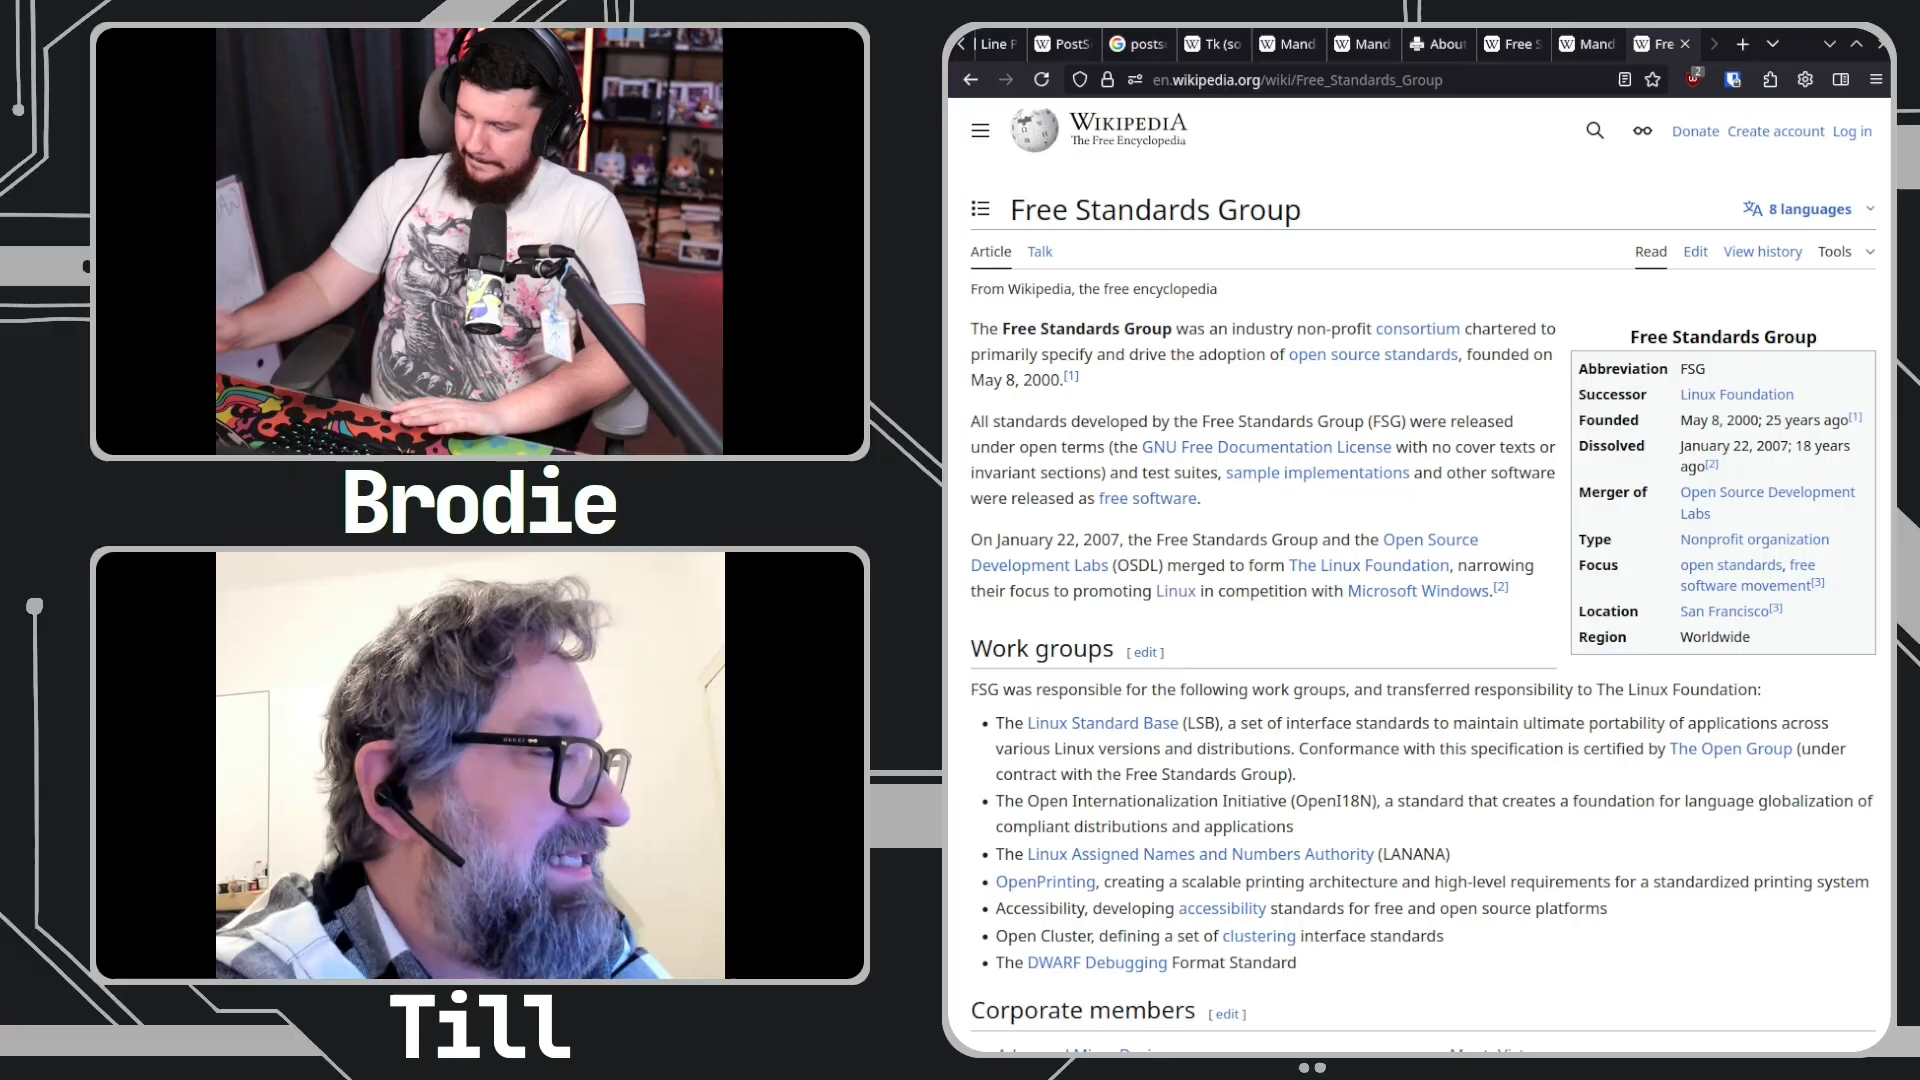 Brodie
Till
Line
PostS
posts
Tk (so
Mand
Mand
Abou
Free S
Mand
Fre
en.wikipedia.org/wiki/Free_Standards_Group
2
WIKIPEDIA
The Free Encyclopedia
Donate Create account Log in
Free Standards Group
8 languages
Article Talk
Read Edit View history Tools
From Wikipedia, the free encyclopedia
The Free Standards Group was an industry non-profit consortium chartered to
primarily specify and drive the adoption of open source standards, founded on
May 8, 2000.[1]
All standards developed by the Free Standards Group (FSG) were released
under open terms (the GNU Free Documentation License with no cover texts or
invariant sections) and test suites, sample implementations and other software
were released as free software.
On January 22, 2007, the Free Standards Group and the Open Source
Development Labs (OSDL) merged to form The Linux Foundation, narrowing
their focus to promoting Linux in competition with Microsoft Windows.[2]
Free Standards Group
Abbreviation FSG
Successor Linux Foundation
Founded May 8, 2000; 25 years ago[1]
Dissolved January 22, 2007; 18 years
ago[2]
Merger of Open Source Development
Labs
Type Nonprofit organization
Focus open standards, free
software movement[3]
Location San Francisco[3]
Region Worldwide
Work groups [ edit ]
FSG was responsible for the following work groups, and transferred responsibility to The Linux Foundation:
• The Linux Standard Base (LSB), a set of interface standards to maintain ultimate portability of applications across
various Linux versions and distributions. Conformance with this specification is certified by The Open Group (under
contract with the Free Standards Group).
• The Open Internationalization Initiative (OpenI18N), a standard that creates a foundation for language globalization of
compliant distributions and applications
• The Linux Assigned Names and Numbers Authority (LANANA)
• OpenPrinting, creating a scalable printing architecture and high-level requirements for a standardized printing system
• Accessibility, developing accessibility standards for free and open source platforms
• Open Cluster, defining a set of clustering interface standards
• The DWARF Debugging Format Standard
Corporate members [ edit ]